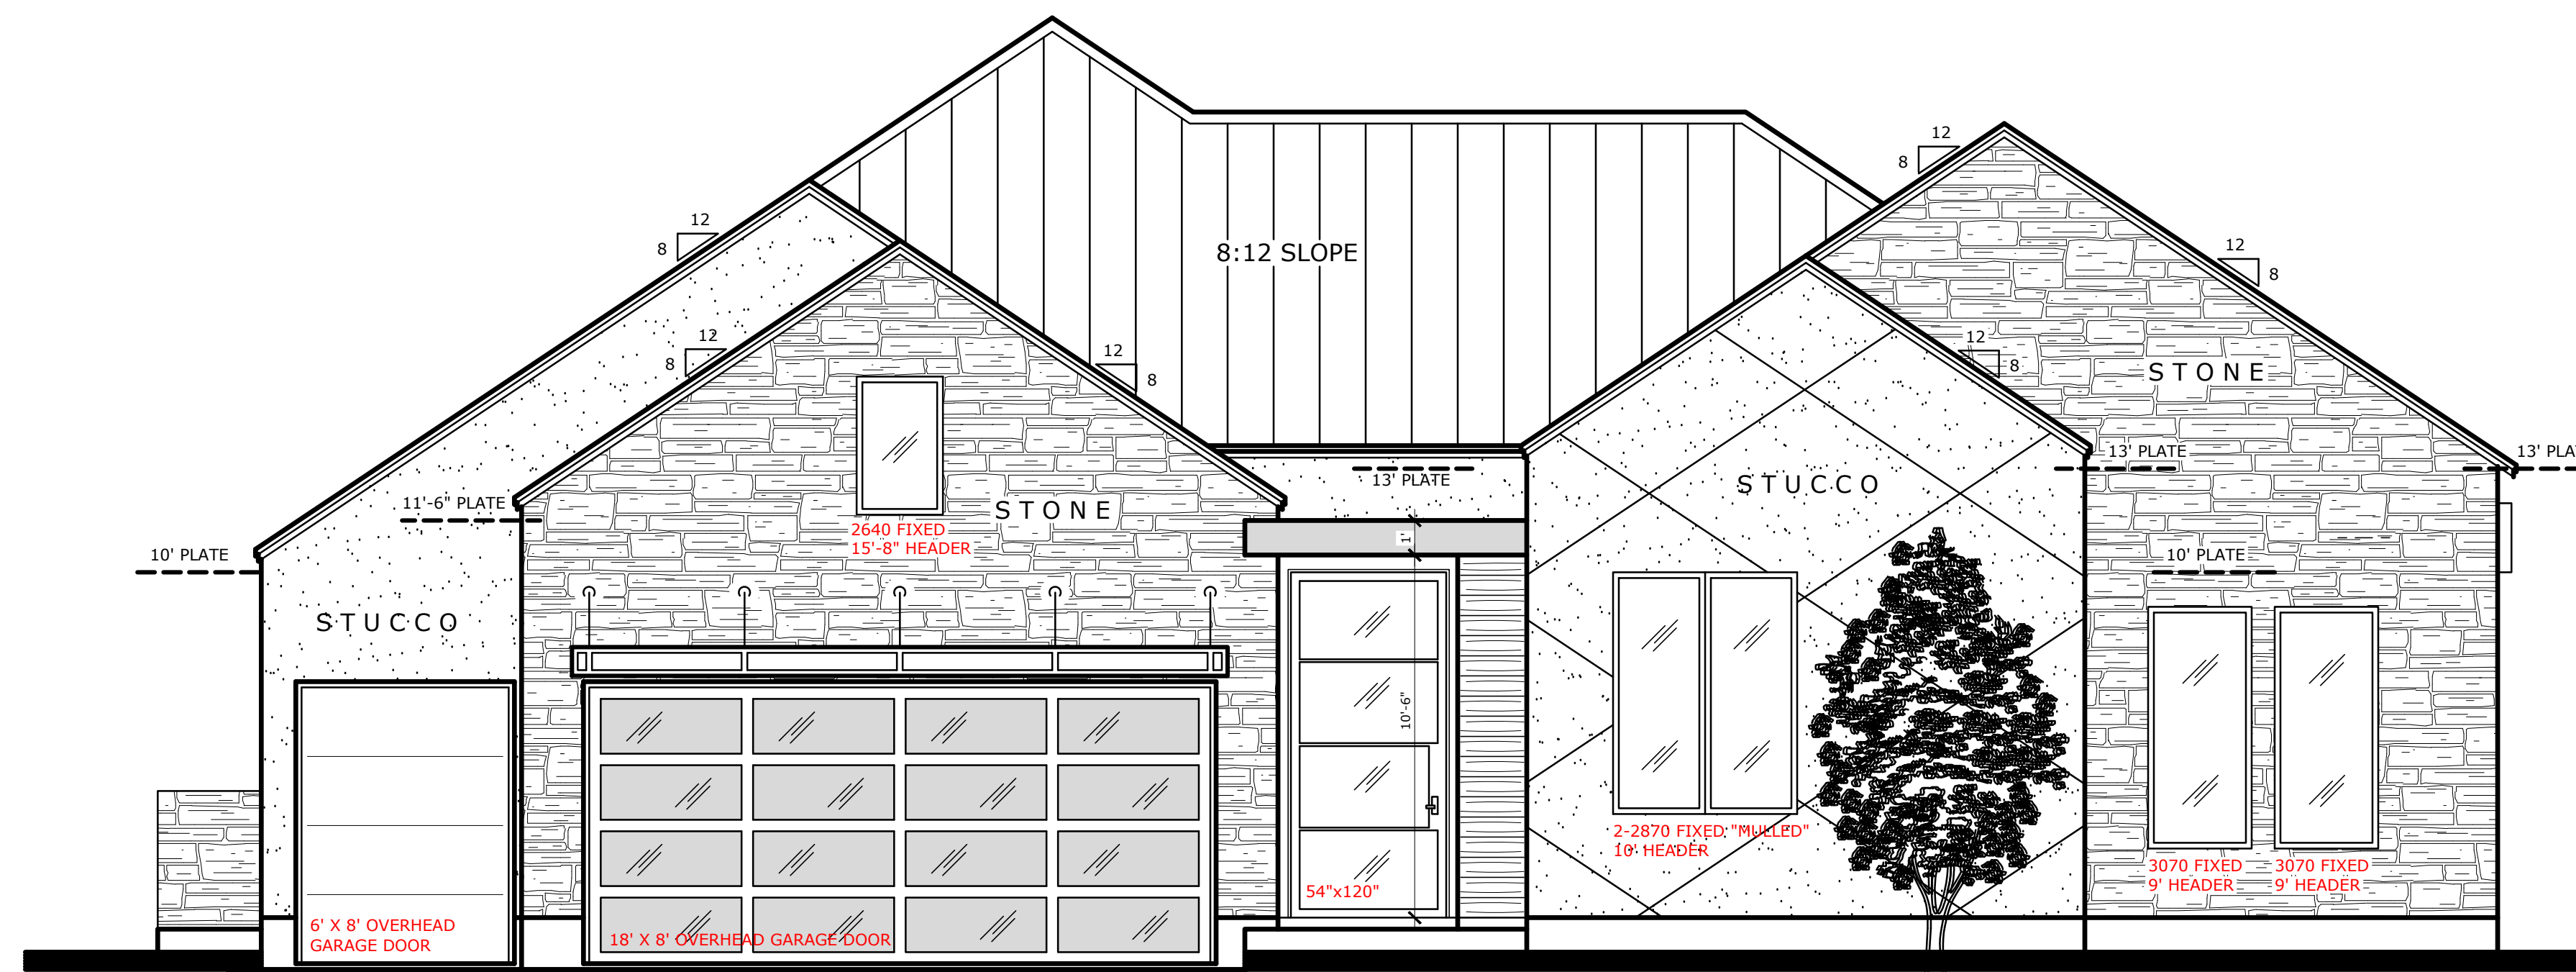 12
8
12
8
8:12 SLOPE
12
8
12
8
12
8
12
8
STONE
13' PLATE
13' PLA
13' PLATE
STUCCO
11'-6" PLATE
STONE
2640 FIXED
15'-8" HEADER
1'
10' PLATE
10' PLATE
STUCCO
10'-6"
2-2870 FIXED "MULLED"
10' HEADER
3070 FIXED
9' HEADER
3070 FIXED
9' HEADER
54"x120"
6' X 8' OVERHEAD
GARAGE DOOR
18' X 8' OVERHEAD GARAGE DOOR